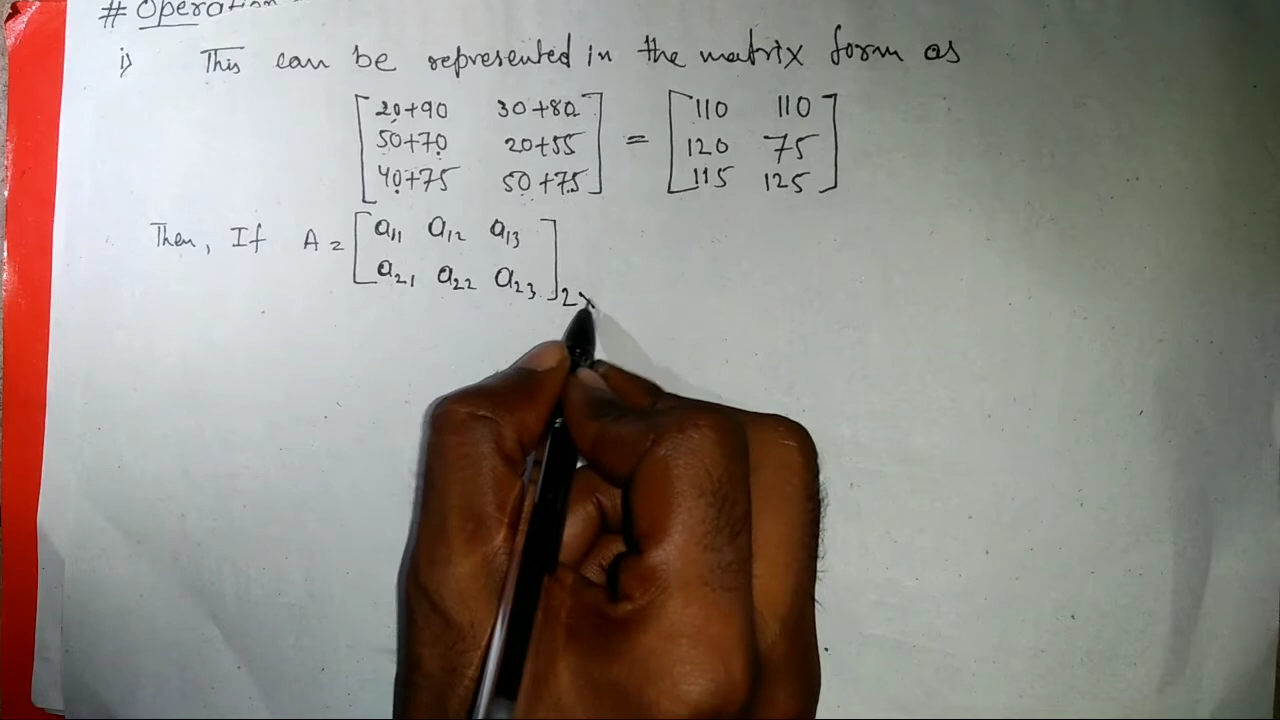 # Operation
i) This can be represented in the matrix form as
[20+90 30+80] = [110 110]
[50+70 20+55] [120 75]
[40+75 50+75] [115 125]
Then, If A = [a11 a12 a13]
[a21 a22 a23] 2×